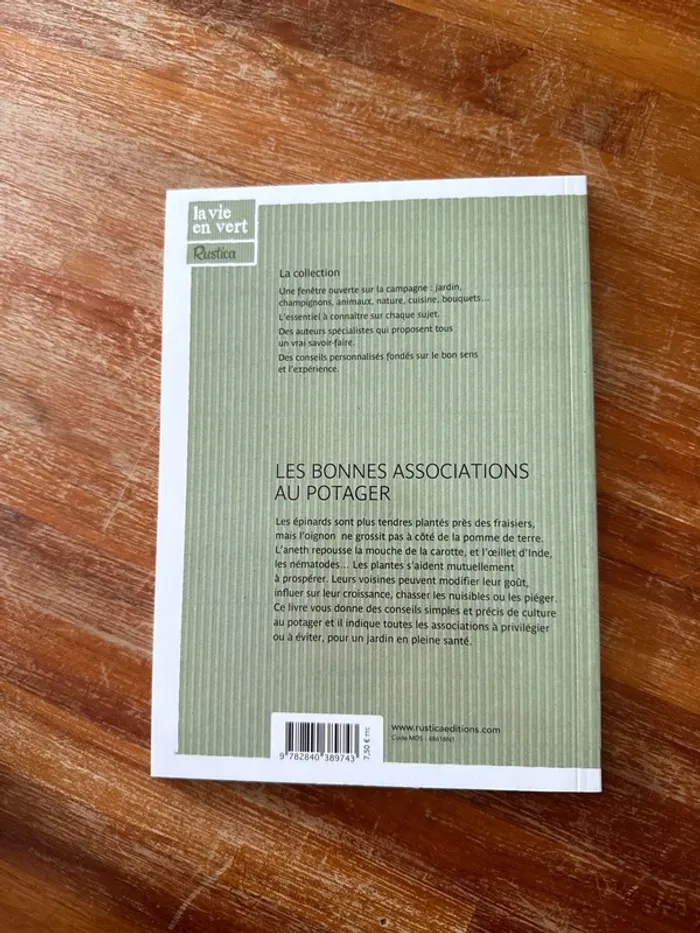 la vie
en vert
Rustica
La collection
Une fenêtre ouverte sur la campagne : jardin,
champignons, animaux, nature, cuisine, bouquets...
L'essentiel à connaître sur chaque sujet.
Des auteurs spécialistes qui proposent tous
un vrai savoir-faire.
Des conseils personnalisés fondés sur le bon sens
et l'expérience.
LES BONNES ASSOCIATIONS
AU POTAGER
Les épinards sont plus tendres plantés près des fraisiers,
mais l'oignon ne grossit pas à côté de la pomme de terre.
L'aneth repousse la mouche de la carotte, et l'œillet d'Inde,
les nématodes... Les plantes s'aident mutuellement
à prospérer. Leurs voisines peuvent modifier leur goût,
influer sur leur croissance, chasser les nuisibles ou les piéger.
Ce livre vous donne des conseils simples et précis de culture
au potager et il indique toutes les associations à privilégier
ou à éviter, pour un jardin en pleine santé.
9 782840 389743
7,50 € TTC
www.rusticaeditions.com
Code MDS : 48618N1